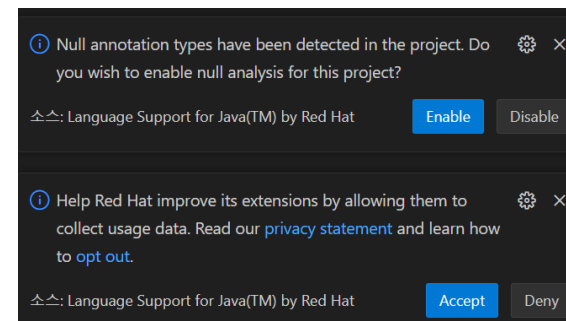 Null annotation types have been detected in the project. Do
you wish to enable null analysis for this project?
소스: Language Support for Java(TM) by Red Hat
Enable
Disable
Help Red Hat improve its extensions by allowing them to
collect usage data. Read our privacy statement and learn how
to opt out.
소스: Language Support for Java(TM) by Red Hat
Accept
Deny